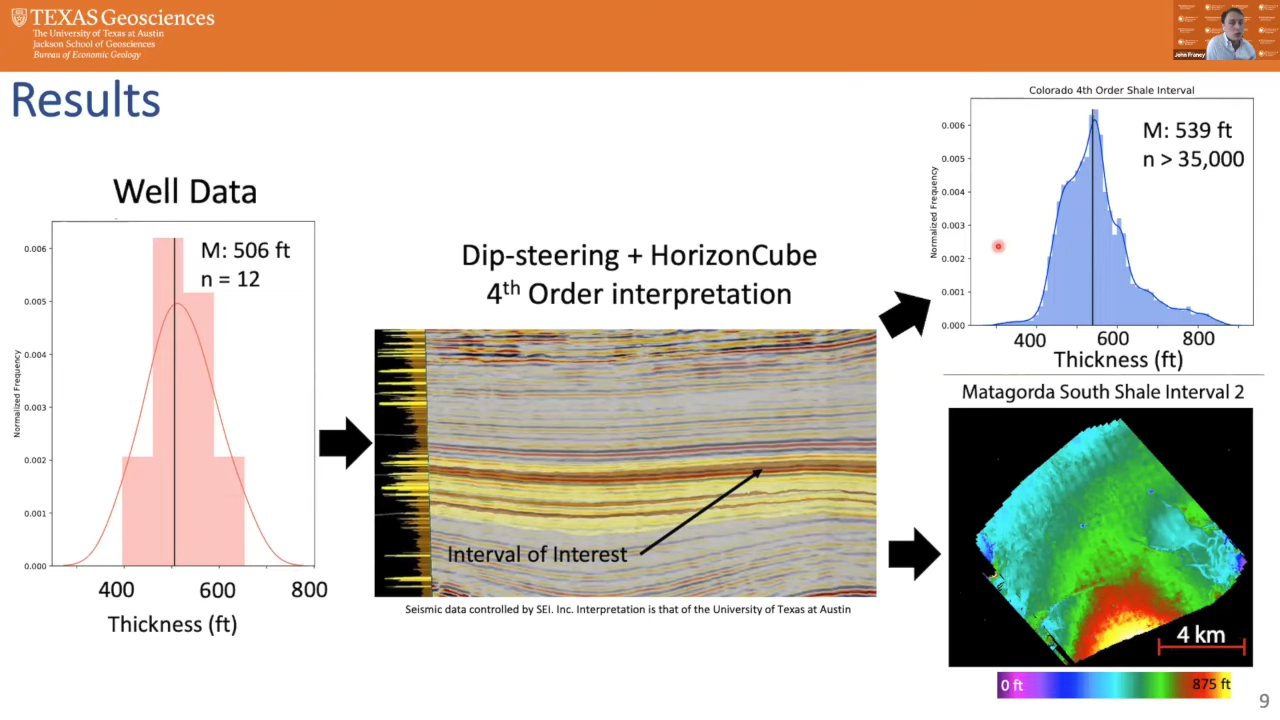 TEXAS Geosciences
The University of Texas at Austin
Jackson School of Geosciences
Bureau of Economic Geology
John Franey
Results
Well Data
M: 506 ft
n = 12
0.006
0.005
0.004
0.003
0.002
0.001
0.000
Normalized Frequency
400 600 800
Thickness (ft)
Dip-steering + HorizonCube
4th Order interpretation
Interval of Interest
Seismic data controlled by SEI. Inc. Interpretation is that of the University of Texas at Austin
Colorado 4th Order Shale Interval
M: 539 ft
n > 35,000
0.006
0.005
0.004
0.003
0.002
0.001
0.000
Normalized Frequency
400 600 800
Thickness (ft)
Matagorda South Shale Interval 2
4 km
0 ft 875 ft
9